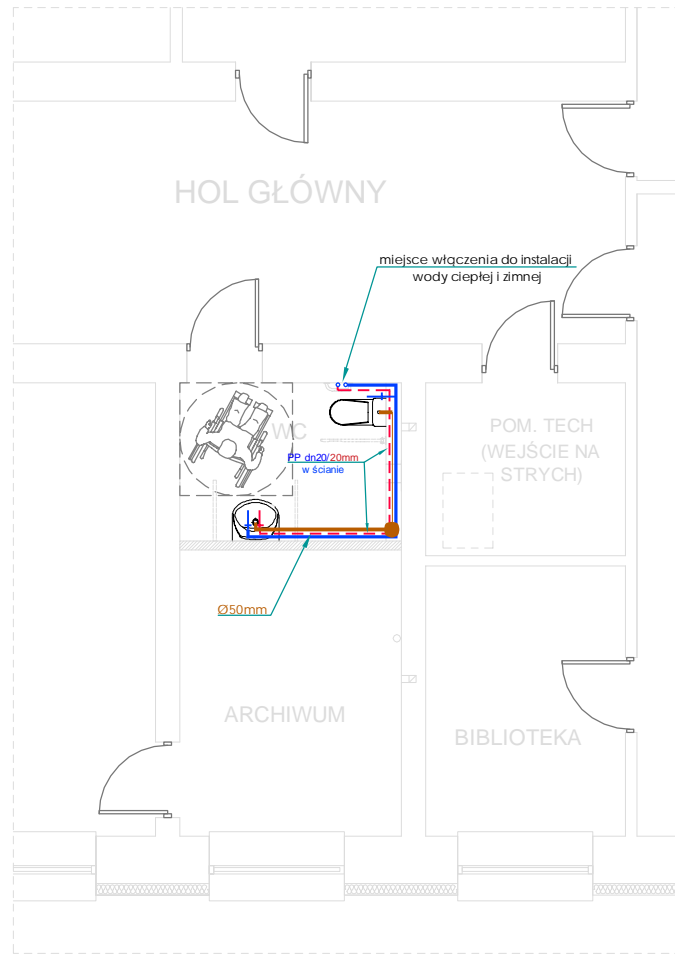 HOL GŁÓWNY
miejsce włączenia do instalacji
wody ciepłej i zimnej
WC
POM. TECH
(WEJŚCIE NA
STRYCH)
PP dn20/20mm
w ścianie
Ø50mm
ARCHIWUM
BIBLIOTEKA